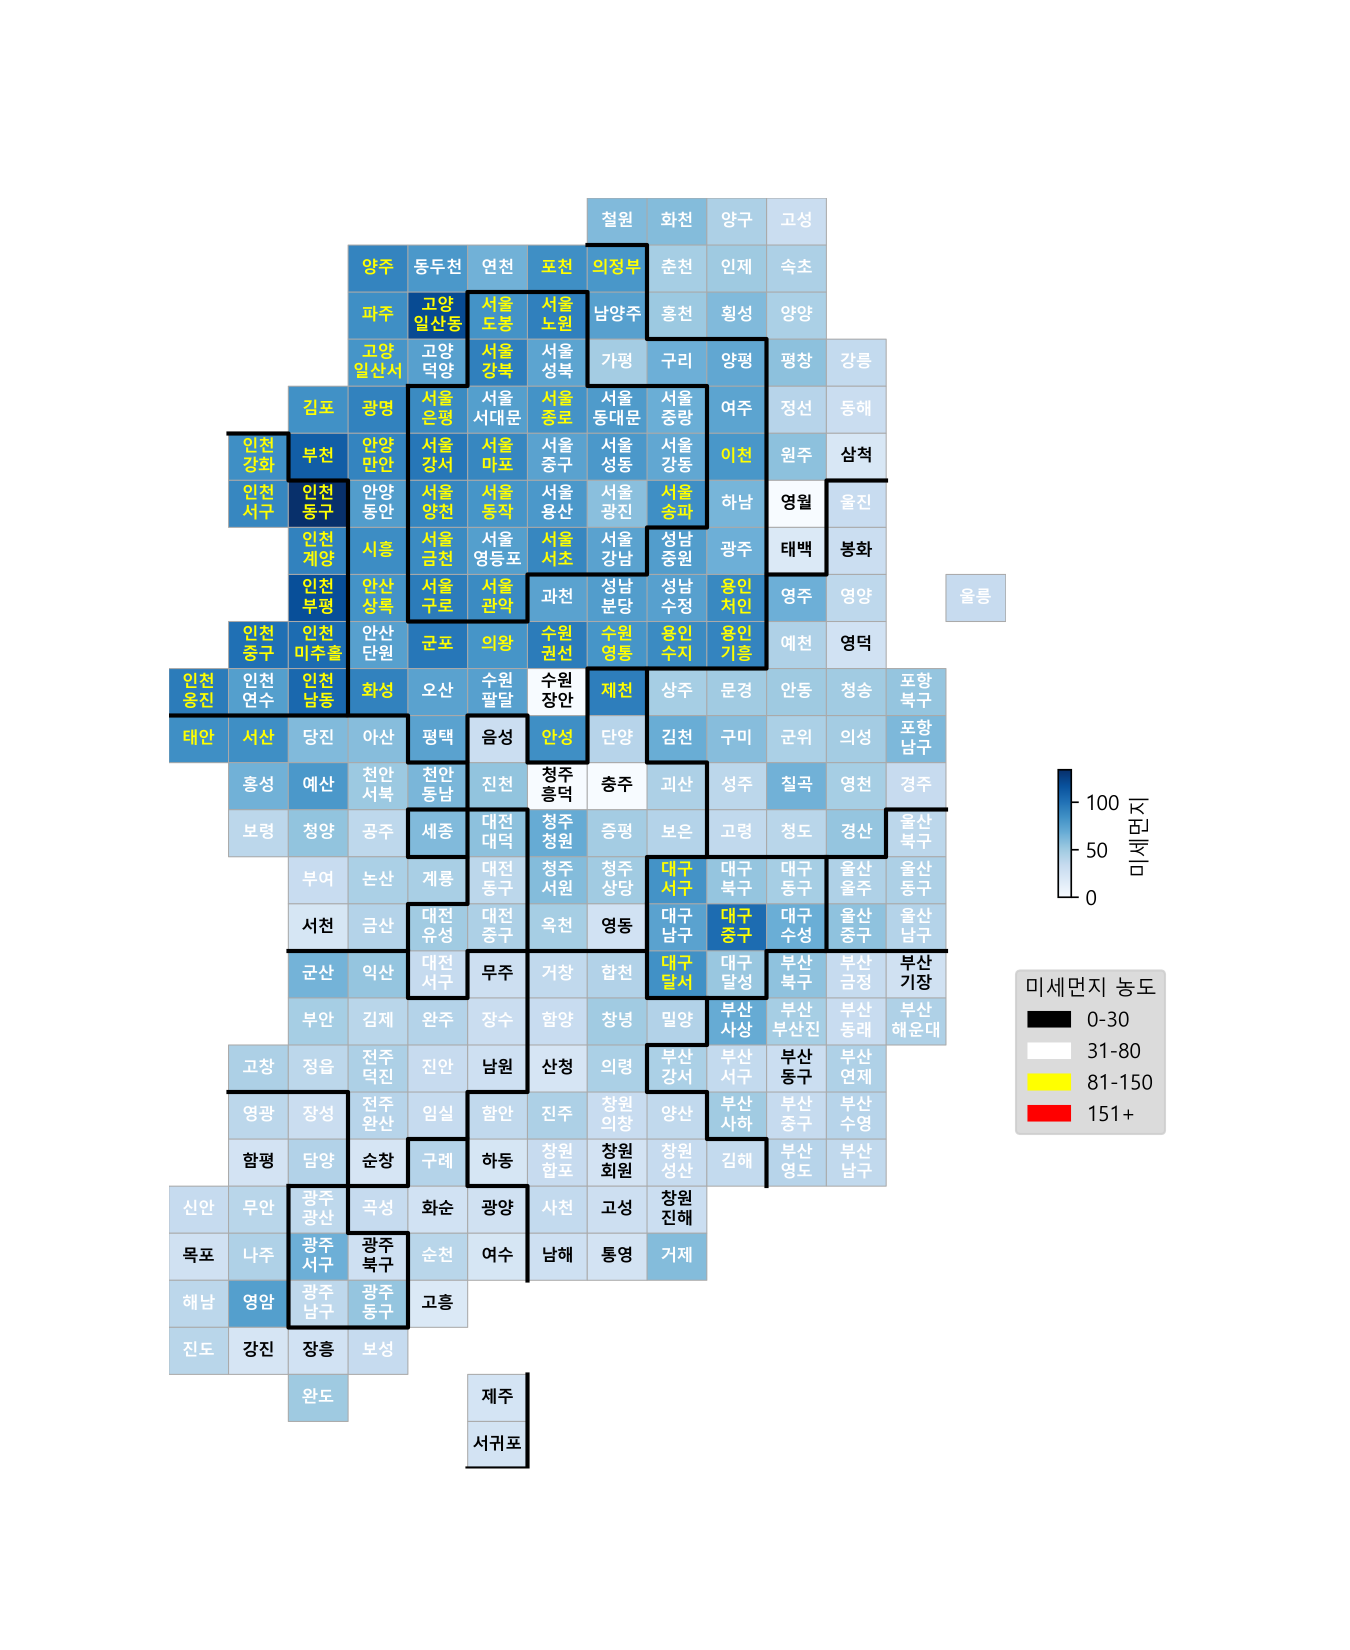 철원 화천 양구 고성
양주 동두천 연천 포천 의정부 춘천 인제 속초
파주 고양 일산동 서울 도봉 서울 노원 남양주 홍천 횡성 양양
고양 일산서 고양 덕양 서울 강북 서울 성북 가평 구리 양평 평창 강릉
김포 광명 서울 은평 서울 서대문 서울 종로 서울 동대문 서울 중랑 여주 정선 동해
인천 강화 부천 안양 만안 서울 강서 서울 마포 서울 중구 서울 성동 서울 강동 이천 원주 삼척
인천 서구 인천 동구 안양 동안 서울 양천 서울 동작 서울 용산 서울 광진 서울 송파 하남 영월 울진
인천 계양 시흥 서울 금천 서울 영등포 서울 서초 서울 강남 성남 중원 광주 태백 봉화
인천 부평 안산 상록 서울 구로 서울 관악 과천 성남 분당 성남 수정 용인 처인 영주 영양 울릉
인천 중구 인천 미추홀 안산 단원 군포 의왕 수원 권선 수원 영통 용인 수지 용인 기흥 예천 영덕
인천 옹진 인천 연수 인천 남동 화성 오산 수원 팔달 수원 장안 제천 상주 문경 안동 청송 포항 북구
태안 서산 당진 아산 평택 음성 안성 단양 김천 구미 군위 의성 포항 남구
홍성 예산 천안 서북 천안 동남 진천 청주 흥덕 충주 괴산 성주 칠곡 영천 경주
보령 청양 공주 세종 대전 대덕 청주 청원 증평 보은 고령 청도 경산 울산 북구
부여 논산 계룡 대전 동구 청주 서원 청주 상당 대구 서구 대구 북구 대구 동구 울산 울주 울산 동구
서천 금산 대전 유성 대전 중구 옥천 영동 대구 남구 대구 중구 대구 수성 울산 중구 울산 남구
군산 익산 대전 서구 무주 거창 합천 대구 달서 대구 달성 부산 북구 부산 금정 부산 기장
부안 김제 완주 장수 함양 창녕 밀양 부산 사상 부산 부산진 부산 동래 부산 해운대
고창 정읍 전주 덕진 진안 남원 산청 의령 부산 강서 부산 서구 부산 동구 부산 연제
영광 장성 전주 완산 임실 함안 진주 창원 의창 양산 부산 사하 부산 중구 부산 수영
함평 담양 순창 구례 하동 창원 합포 창원 회원 창원 성산 김해 부산 영도 부산 남구
신안 무안 광주 광산 곡성 화순 광양 사천 고성 창원 진해
목포 나주 광주 서구 광주 북구 순천 여수 남해 통영 거제
해남 영암 광주 남구 광주 동구 고흥
진도 강진 장흥 보성
완도 제주
서귀포
100
50
0
미세먼지
미세먼지 농도
0-30
31-80
81-150
151+